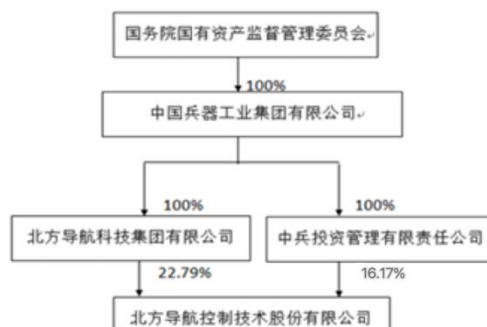 国务院国有资产监督管理委员会
100%
中国兵器工业集团有限公司
100% 100%
北方导航科技集团有限公司 中兵投资管理有限责任公司
22.79% 16.17%
北方导航控制技术股份有限公司